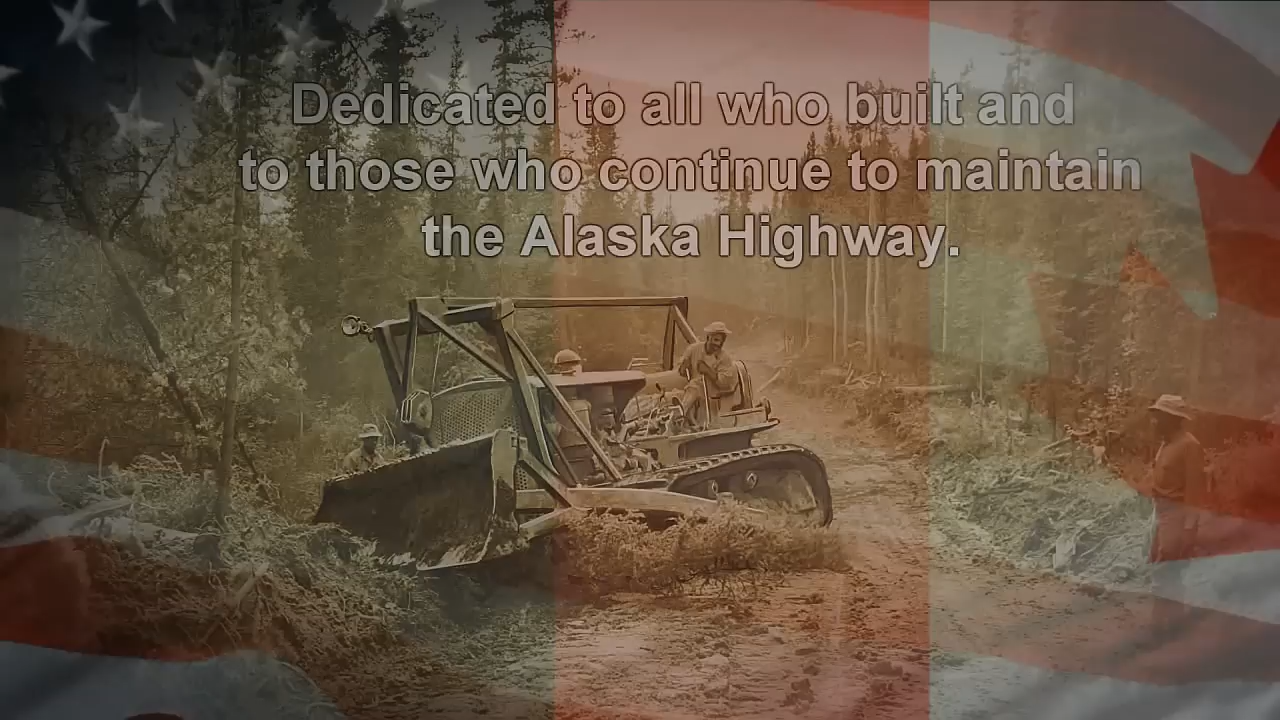 Dedicated to all who built and
to those who continue to maintain
the Alaska Highway.